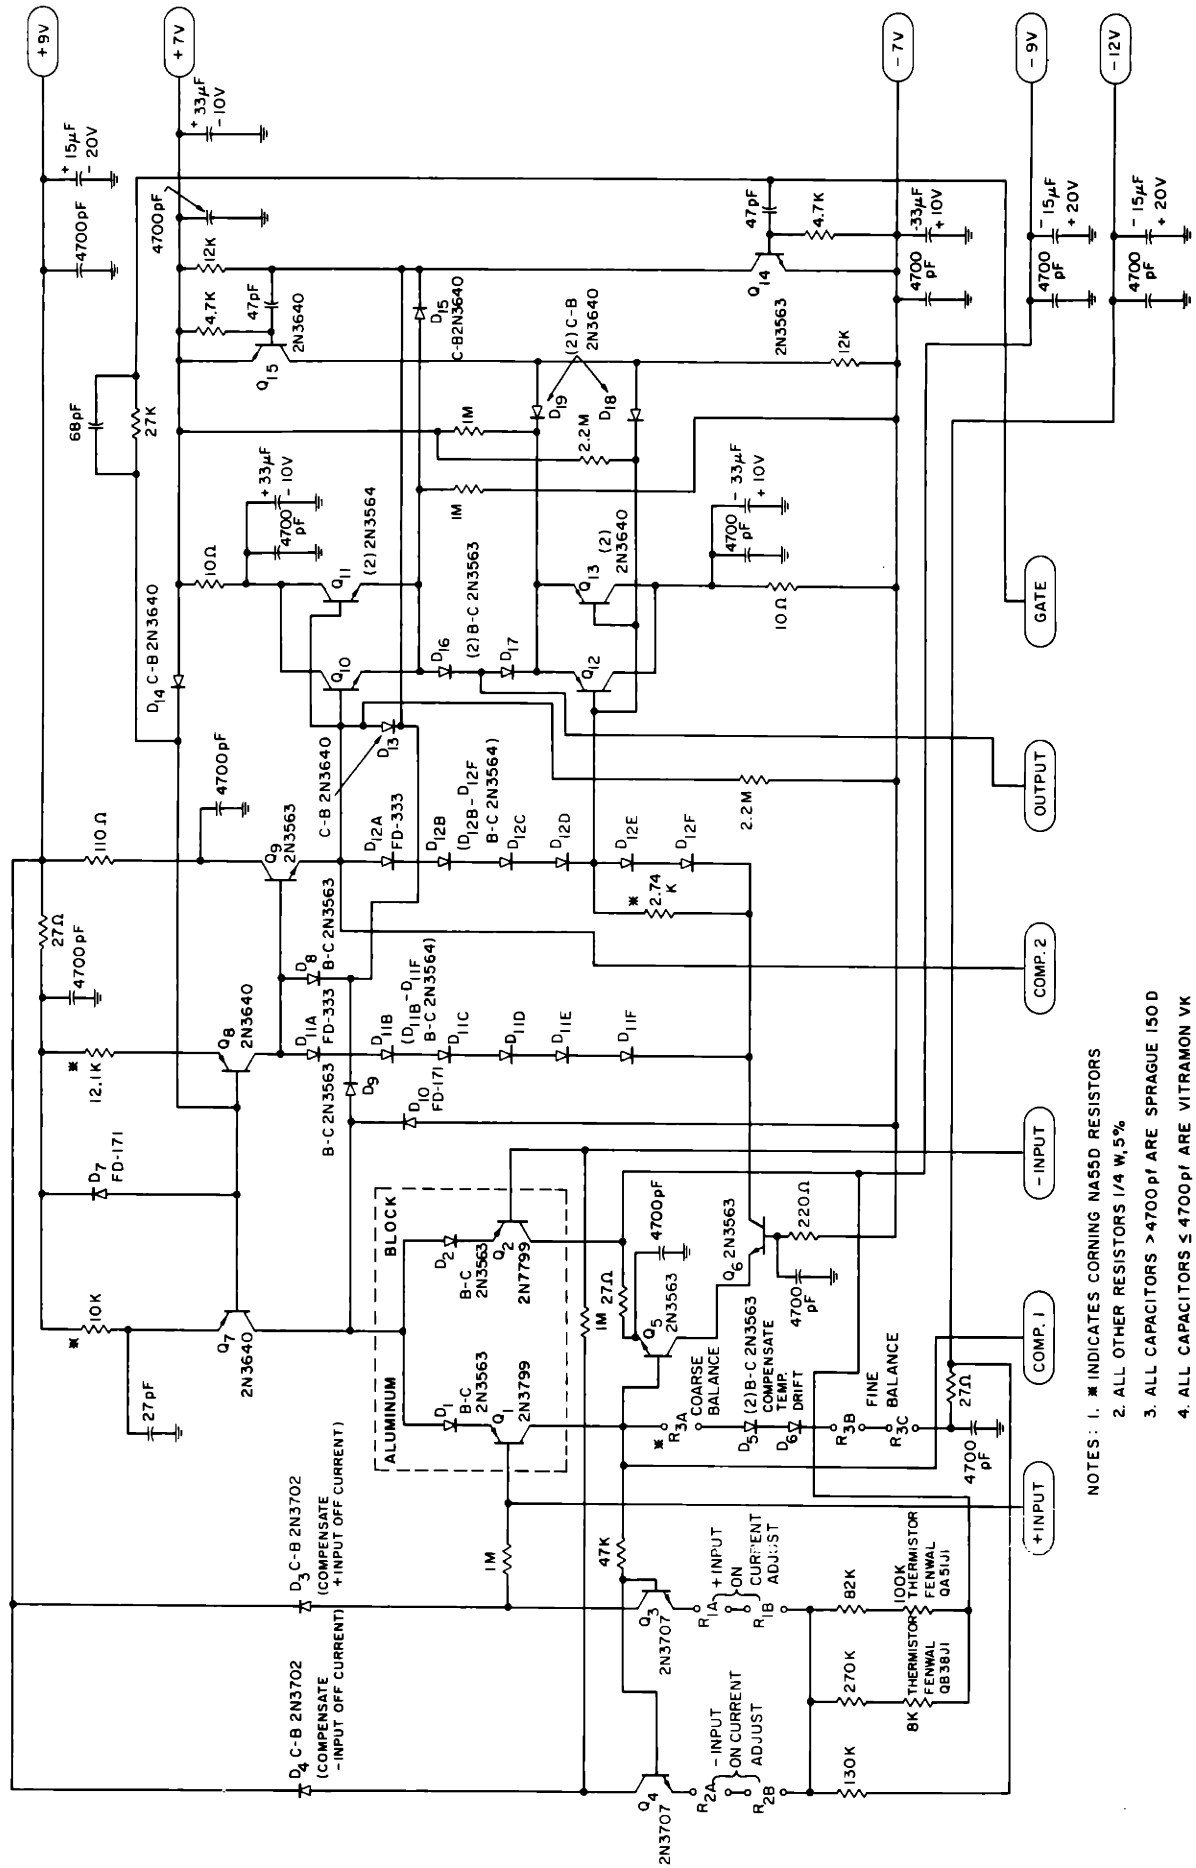 +9V
+7V
-7V
-9V
-12V
+ 15µF
- 20V
4700pF
+ 33µF
- 10V
4700pF
12K
4.7K
47pF
2N3640
Q15
68pF
27K
D15
C-B2N3640
47pF
4.7K
Q14
2N3563
-33µF
+10V
4700
pF
- 15µF
+ 20V
4700
pF
- 15µF
+ 20V
4700
pF
(2) C-B
2N3640
D19
D18
12K
1M
2.2M
1M
+ 33µF
- 10V
4700
pF
10Ω
Q11
(2) 2N3564
Q10
D16
(2) B-C 2N3563
D17
Q13
(2)
2N3640
Q12
- 33µF
+ 10V
4700
pF
10Ω
GATE
D14 C-B 2N3640
C-B 2N3640
D13
2.2M
OUTPUT
110Ω
4700pF
Q9
2N3563
D12A
FD-333
D12B
(D12B-D12F
B-C 2N3564)
D12C
D12D
D12E
D12F
*
2.74
K
27Ω
4700pF
*
12.1K
Q8
2N3640
D8
B-C 2N3563
D11A
FD-333
D11B
(D11B-D11F
B-C 2N3564)
D11C
D11D
D11E
D11F
COMP. 2
D7
FD-171
B-C 2N3563
D9
D10
FD-171
-INPUT
*
10K
27pF
Q7
2N3640
ALUMINUM
BLOCK
D2
B-C
2N3563
Q2
2N7799
D1
B-C
2N3563
Q1
2N3799
1M
27Ω
4700pF
Q5
2N3563
Q6 2N3563
220Ω
4700
pF
*
R3A
COARSE
BALANCE
D5
D6
(2) B-C 2N3563
COMPENSATE
TEMP.
DRIFT
R3B
R3C
FINE
BALANCE
27Ω
4700
pF
COMP. 1
+INPUT
D3 C-B 2N3702
(COMPENSATE
+INPUT OFF CURRENT)
D4 C-B 2N3702
(COMPENSATE
-INPUT OFF CURRENT)
1M
47K
Q3
2N3707
R1A
R1B
+INPUT
ON
CURRENT
ADJUST
Q4
2N3707
R2A
R2B
-INPUT
ON CURRENT
ADJUST
82K
100K
THERMISTOR
FENWAL
QA51J1
270K
8K
THERMISTOR
FENWAL
QB38J1
130K
NOTES: 1. * INDICATES CORNING NA55D RESISTORS
2. ALL OTHER RESISTORS 1/4 W,5%
3. ALL CAPACITORS >4700pf ARE SPRAGUE 150D
4. ALL CAPACITORS ≤ 4700pf ARE VITRAMON VK